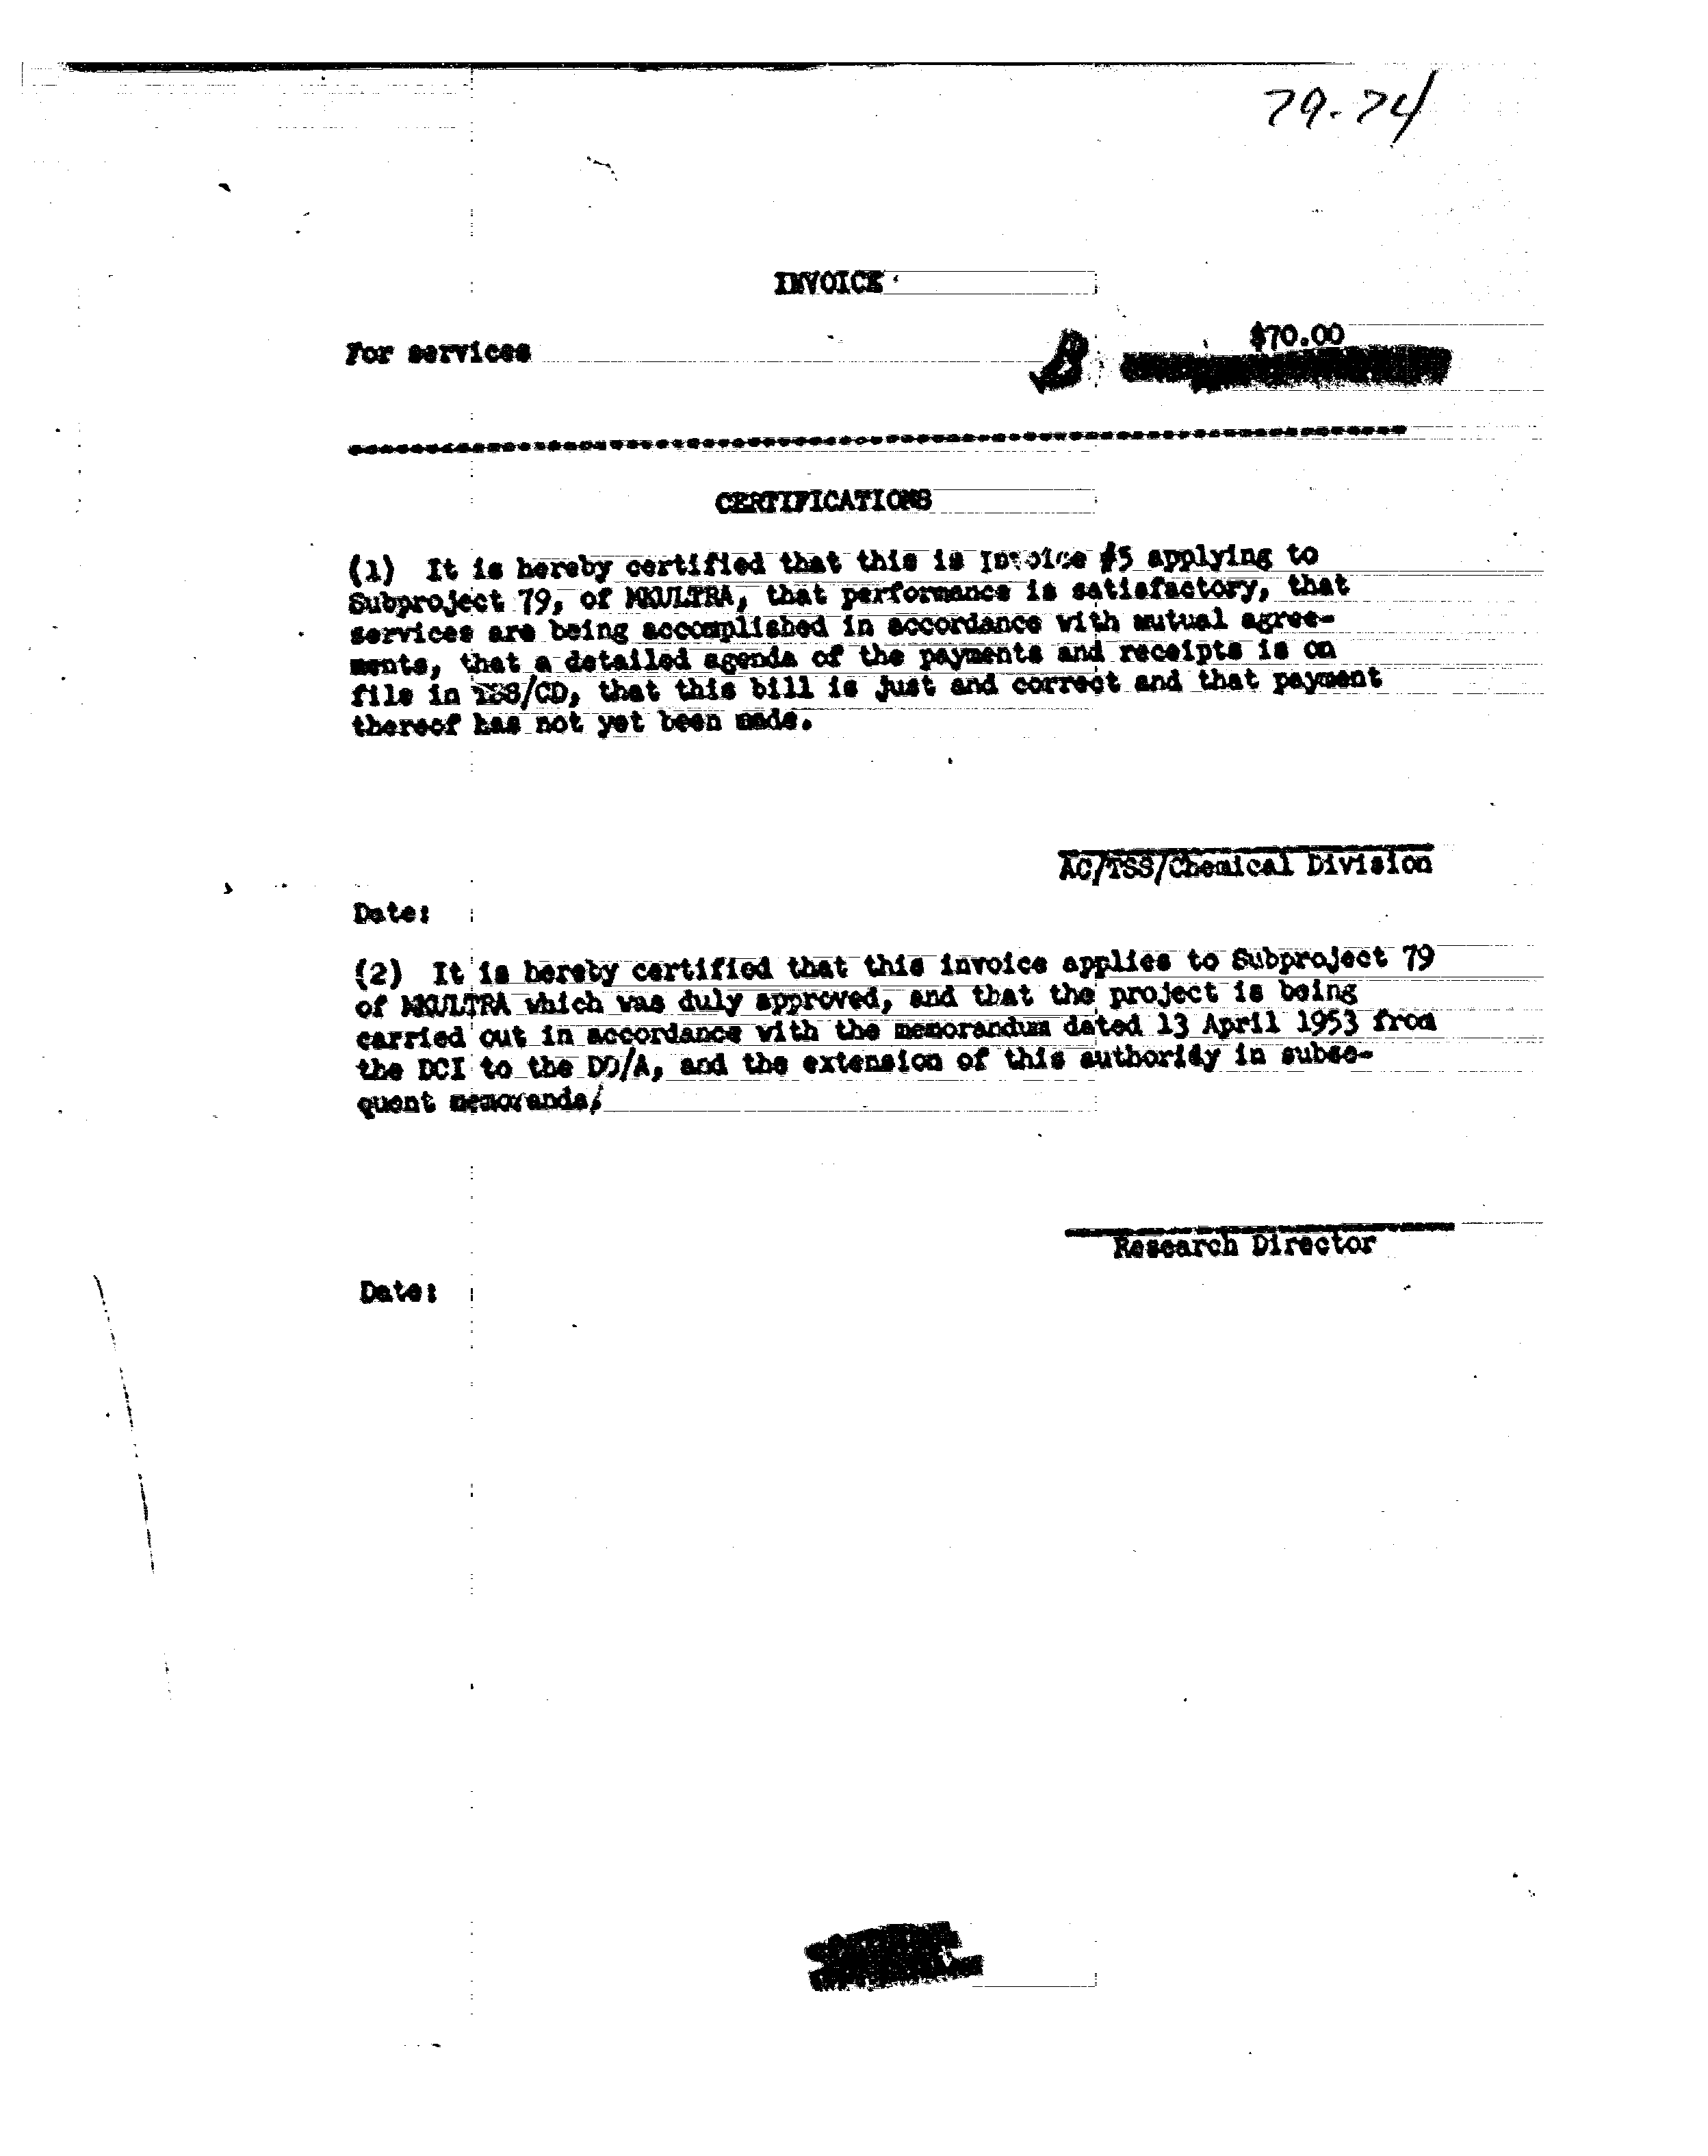 79-74
INVOICE
$70.00
For services
B
CERTIFICATIONS
(1) It is hereby certified that this is Invoice #5 applying to
Subproject 79, of MKULTRA, that performance is satisfactory, that
services are being accomplished in accordance with mutual agree-
ments, that a detailed agenda of the payments and receipts is on
file in TSS/CD, that this bill is just and correct and that payment
thereof has not yet been made.
AC/TSS/Chemical Division
Date:
(2) It is hereby certified that this invoice applies to Subproject 79
of MKULTRA which was duly approved, and that the project is being
carried out in accordance with the memorandum dated 13 April 1953 from
the DCI to the DD/A, and the extension of this authority in subse-
quent memoranda.
Research Director
Date: